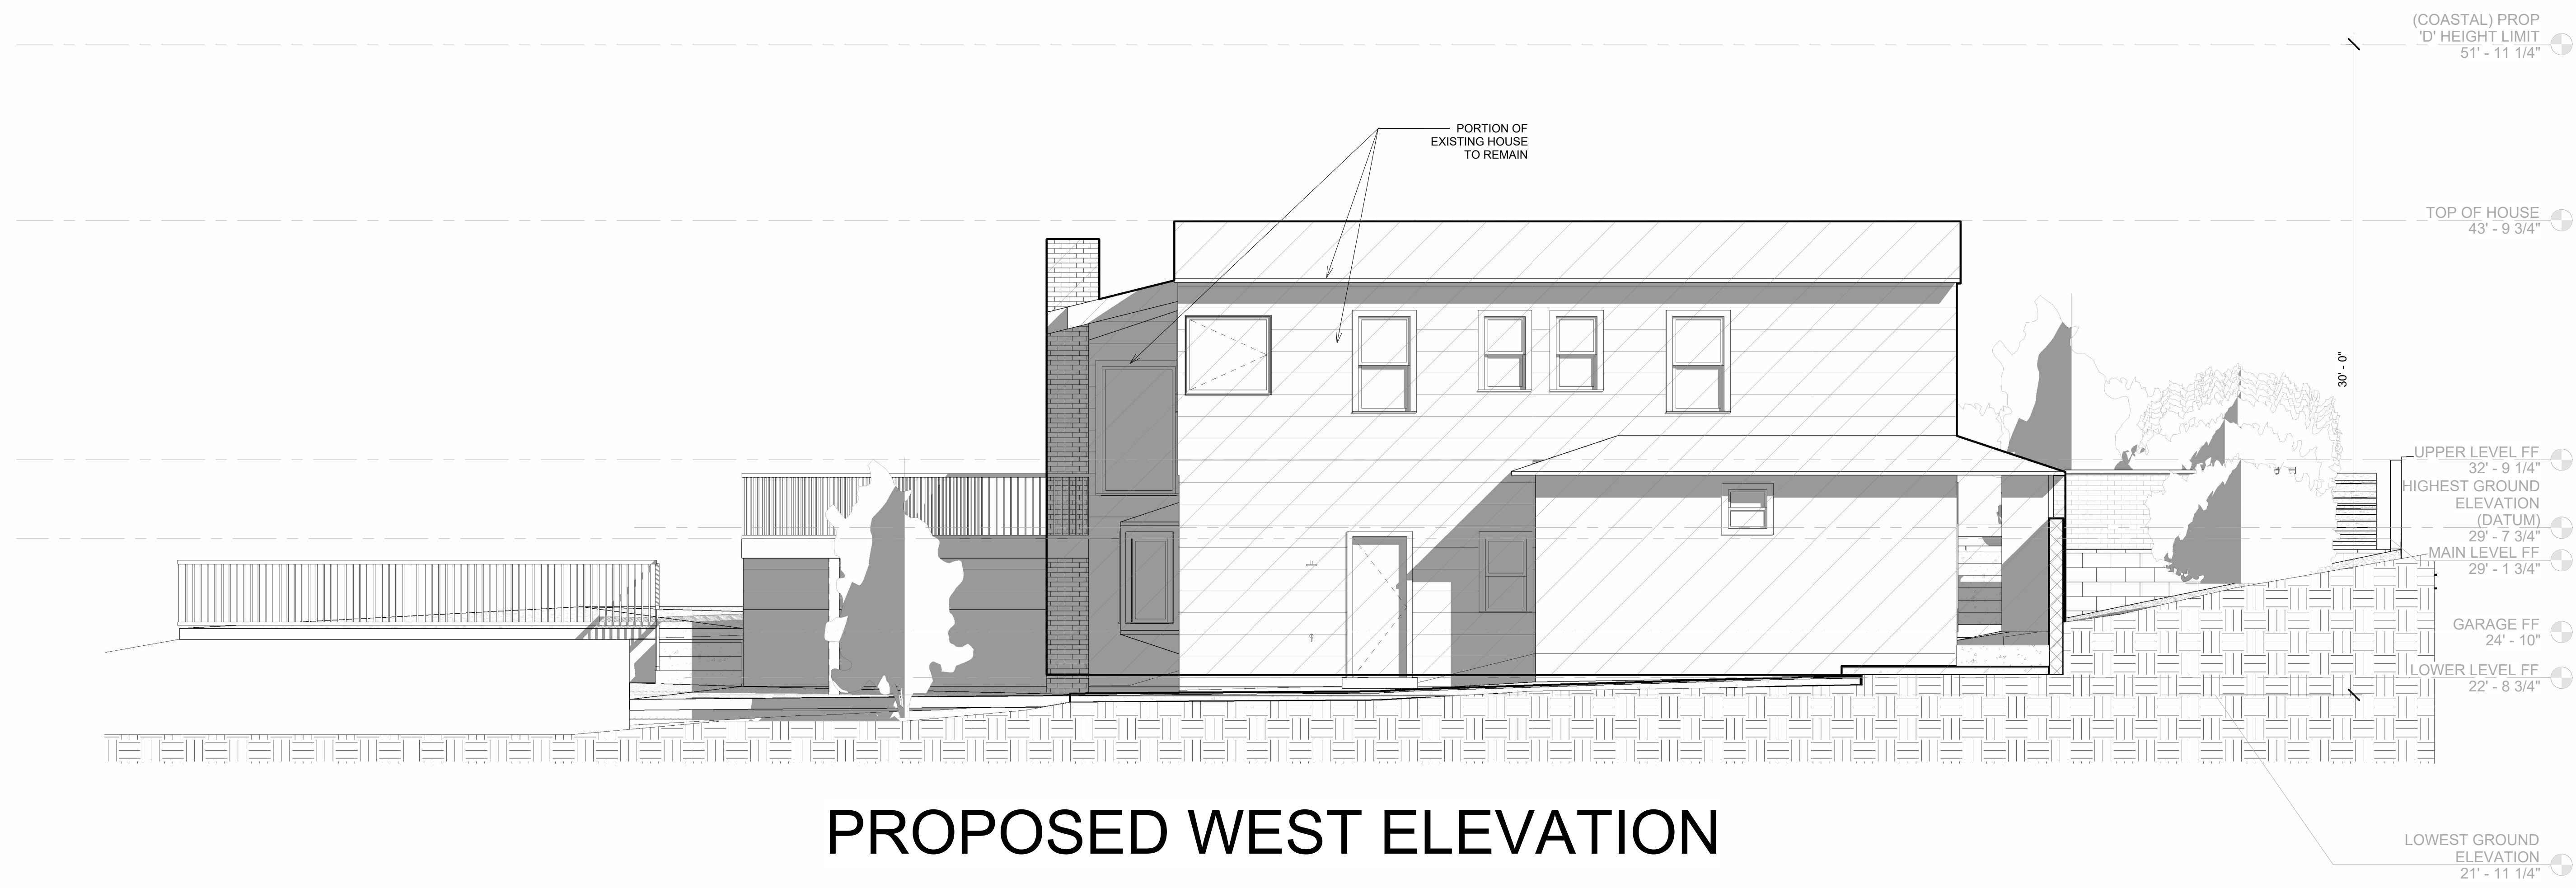 (COASTAL) PROP
'D' HEIGHT LIMIT
51' - 11 1/4"
PORTION OF
EXISTING HOUSE
TO REMAIN
TOP OF HOUSE
43' - 9 3/4"
30' - 0"
UPPER LEVEL FF
32' - 9 1/4"
HIGHEST GROUND
ELEVATION
(DATUM)
29' - 7 3/4"
MAIN LEVEL FF
29' - 1 3/4"
GARAGE FF
24' - 10"
LOWER LEVEL FF
22' - 8 3/4"
PROPOSED WEST ELEVATION
LOWEST GROUND
ELEVATION
21' - 11 1/4"